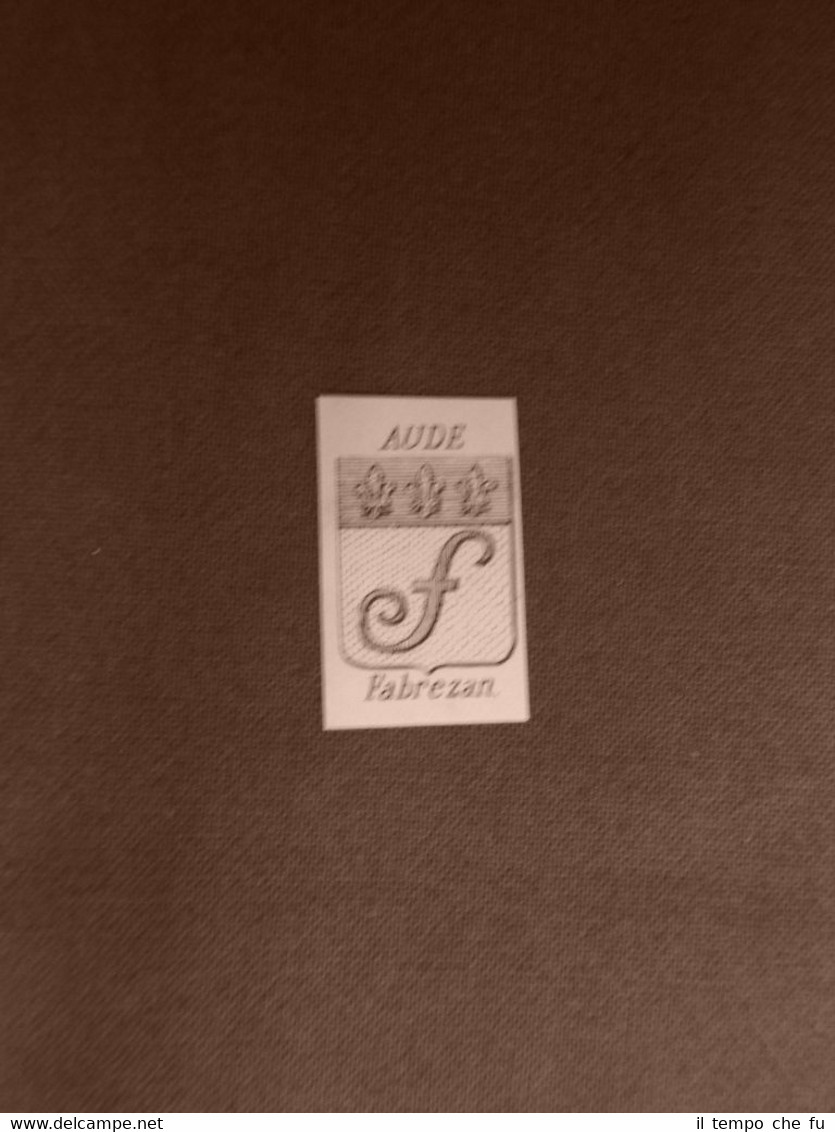 AUDE
f
Fabrezan
www.delcampe.net
il tempo che fu